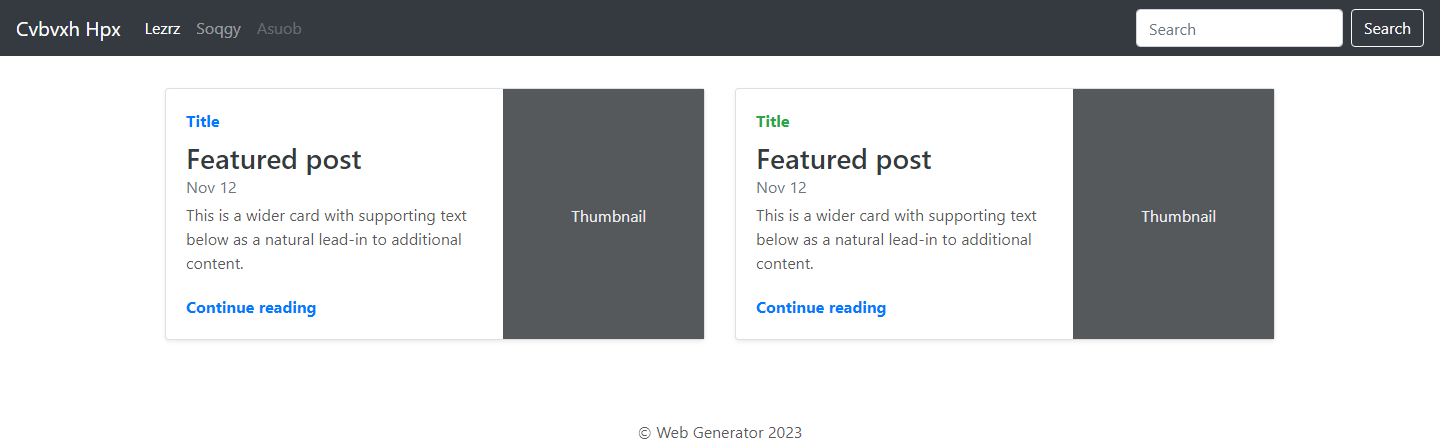 Cvbvxh Hpx Lezrz Soqgy Asuob Search Search
Title
Featured post
Nov 12
This is a wider card with supporting text
below as a natural lead-in to additional
content.
Continue reading
Thumbnail
Title
Featured post
Nov 12
This is a wider card with supporting text
below as a natural lead-in to additional
content.
Continue reading
Thumbnail
© Web Generator 2023